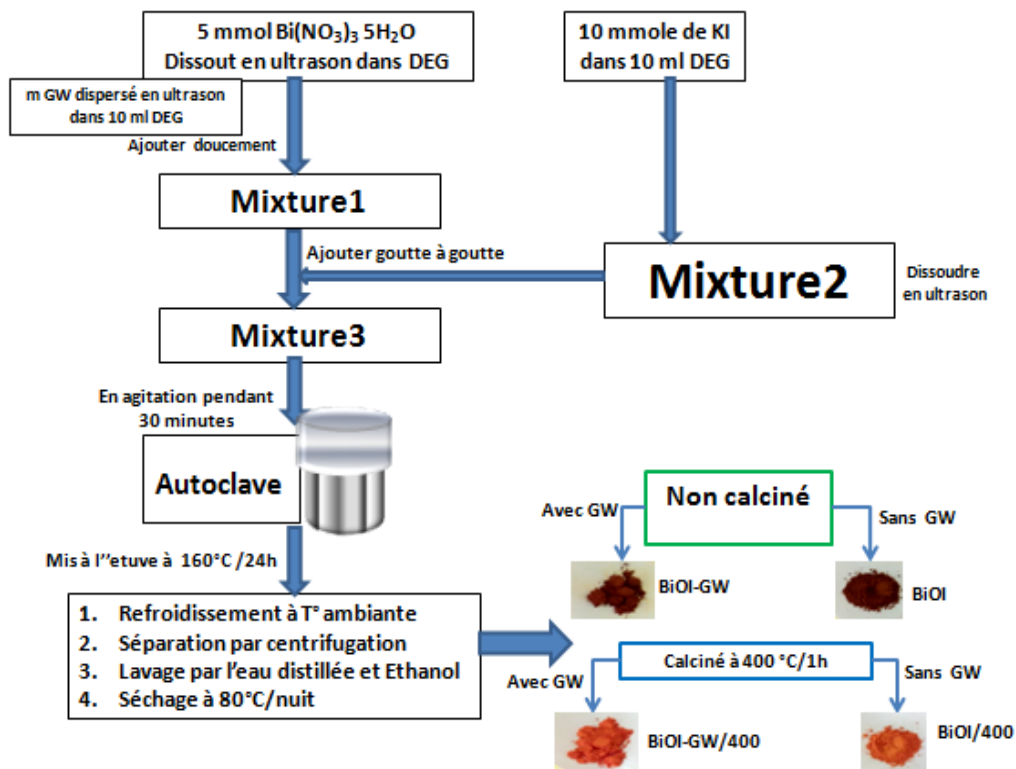 5 mmol Bi(NO₃)₃ 5H₂O
Dissout en ultrason dans DEG
10 mmole de KI
dans 10 ml DEG
m GW dispersé en ultrason
dans 10 ml DEG
Ajouter doucement
Mixture1
Ajouter goutte à goutte
Mixture2
Dissoudre
en ultrason
Mixture3
En agitation pendant
30 minutes
Autoclave
Mis à l''etuve à 160°C /24h
1. Refroidissement à T° ambiante
2. Séparation par centrifugation
3. Lavage par l'eau distillée et Ethanol
4. Séchage à 80°C/nuit
Non calciné
Avec GW
Sans GW
BiOI-GW
BiOI
Calciné à 400 °C/1h
Avec GW
Sans GW
BiOI-GW/400
BiOI/400